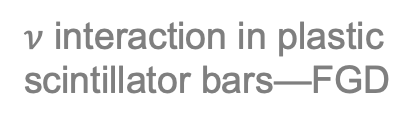 ν interaction in plastic
scintillator bars—FGD